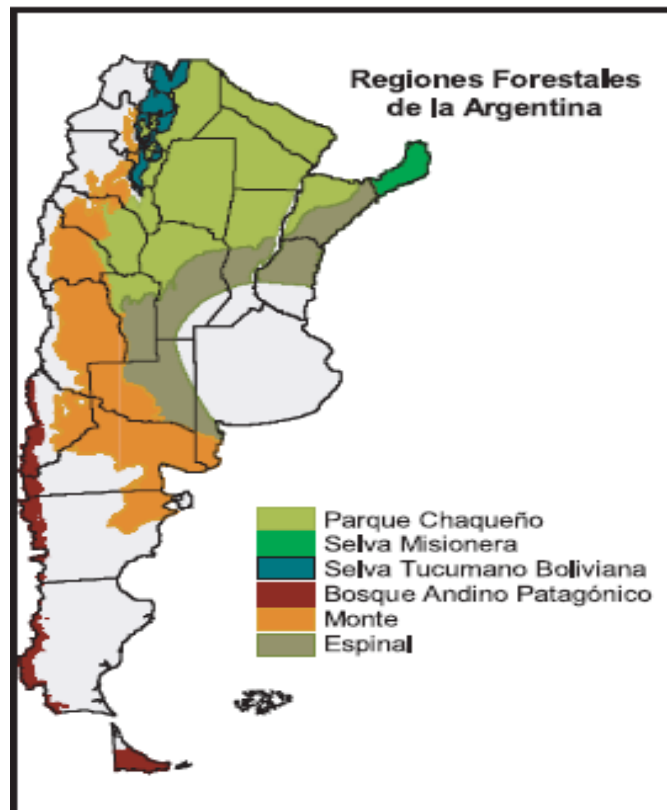 Regiones Forestales
de la Argentina
Parque Chaqueño
Selva Misionera
Selva Tucumano Boliviana
Bosque Andino Patagónico
Monte
Espinal